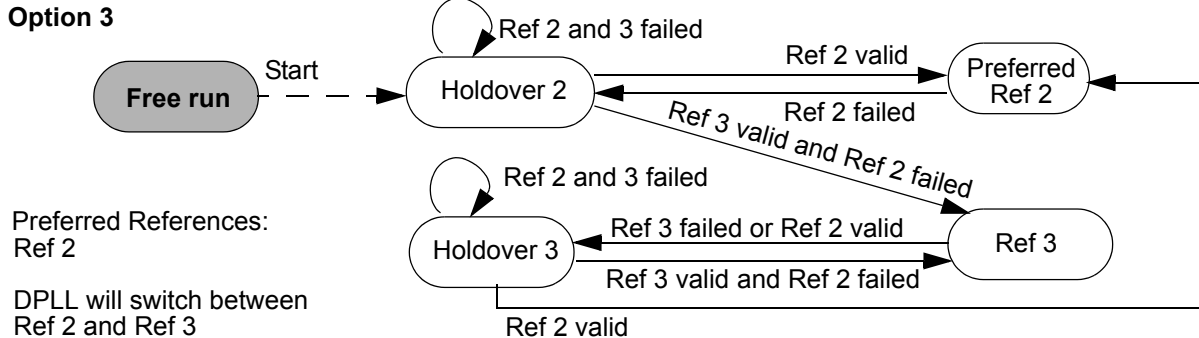 Option 3
Ref 2 and 3 failed
Start
Free run
Holdover 2
Ref 2 valid
Preferred
Ref 2
Ref 2 failed
Ref 3 valid and Ref 2 failed
Ref 2 and 3 failed
Preferred References:
Ref 2
Holdover 3
Ref 3 failed or Ref 2 valid
Ref 3
Ref 3 valid and Ref 2 failed
DPLL will switch between
Ref 2 and Ref 3
Ref 2 valid